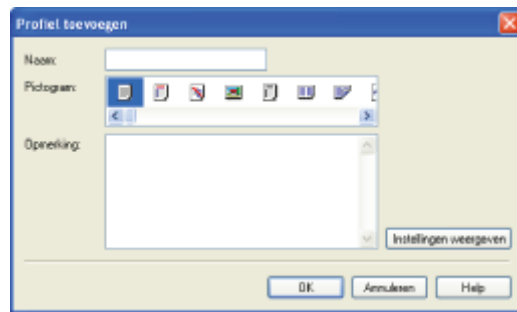 Profiel toevoegen
Naam:
Pictogram:
Opmerking:
Instellingen weergeven
OK
Annuleren
Help